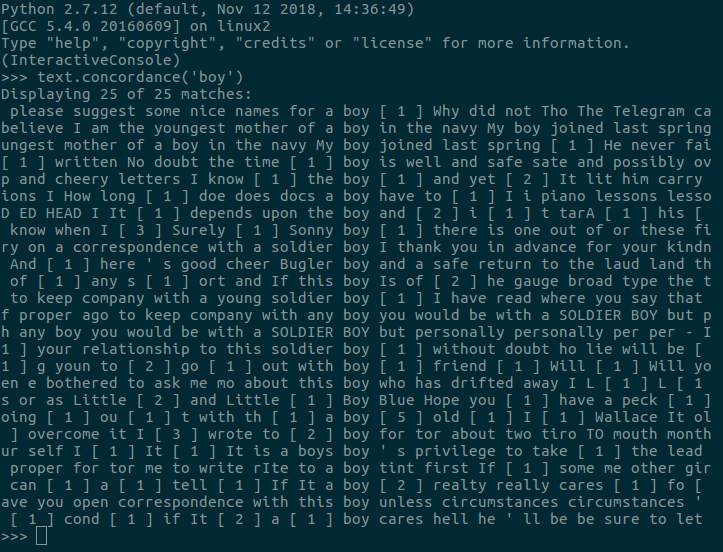 Python 2.7.12 (default, Nov 12 2018, 14:36:49)
[GCC 5.4.0 20160609] on linux2
Type "help", "copyright", "credits" or "license" for more information.
(InteractiveConsole)
>>> text.concordance('boy')
Displaying 25 of 25 matches:
please suggest some nice names for a boy [ 1 ] Why did not Tho The Telegram ca
believe I am the youngest mother of a boy in the navy My boy joined last spring
ungest mother of a boy in the navy My boy joined last spring [ 1 ] He never fai
[ 1 ] written No doubt the time [ 1 ] boy is well and safe sate and possibly ov
p and cheery letters I know [ 1 ] the boy [ 1 ] and yet [ 2 ] It lit him carry
ions I How long [ 1 ] doe does docs a boy have to [ 1 ] I i piano lessons lesso
D ED HEAD I It [ 1 ] depends upon the boy and [ 2 ] i [ 1 ] t tarA [ 1 ] his [
know when I [ 3 ] Surely [ 1 ] Sonny boy [ 1 ] there is one out of or these fi
ry on a correspondence with a soldier boy I thank you in advance for your kindn
And [ 1 ] here ' s good cheer Bugler boy and a safe return to the laud land th
of [ 1 ] any s [ 1 ] ort and If this boy Is of [ 2 ] he gauge broad type the t
to keep company with a young soldier boy [ 1 ] I have read where you say that
f proper ago to keep company with any boy you would be with a SOLDIER BOY but p
h any boy you would be with a SOLDIER BOY but personally personally per per - I
1 ] your relationship to this soldier boy [ 1 ] without doubt ho lie will be [
1 ] g youn to [ 2 ] go [ 1 ] out with boy [ 1 ] friend [ 1 ] Will [ 1 ] Will yo
en e bothered to ask me mo about this boy who has drifted away I L [ 1 ] L [ 1
s or as Little [ 2 ] and Little [ 1 ] Boy Blue Hope you [ 1 ] have a peck [ 1 ]
oing [ 1 ] ou [ 1 ] t with th [ 1 ] a boy [ 5 ] old [ 1 ] I [ 1 ] Wallace It ol
] overcome it I [ 3 ] wrote to [ 2 ] boy for tor about two tiro TO mouth month
ur self I [ 1 ] It [ 1 ] It is a boys boy ' s privilege to take [ 1 ] the lead
proper for tor me to write rIte to a boy tint first If [ 1 ] some me other gir
can [ 1 ] a [ 1 ] tell [ 1 ] If It a boy [ 2 ] realty really cares [ 1 ] fo [
ave you open correspondence with this boy unless circumstances circumstances '
[ 1 ] cond [ 1 ] if It [ 2 ] a [ 1 ] boy cares hell he ' ll be be sure to let
>>>